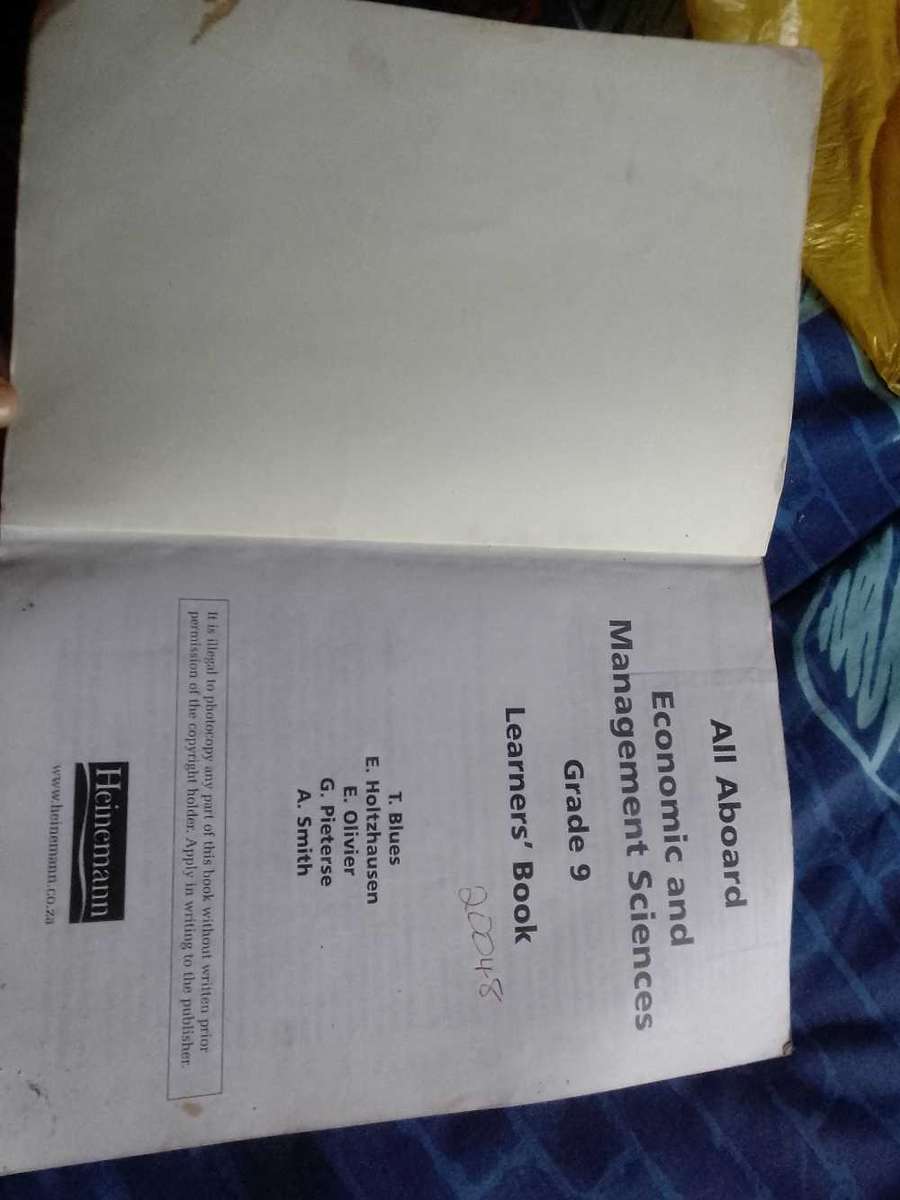 All Aboard
Economic and
Management Sciences
Grade 9
Learners' Book
20048
T. Blues
E. Holtzhausen
E. Olivier
G. Pieterse
A. Smith
It is illegal to photocopy any part of this book without written prior
permission of the copyright holder. Apply in writing to the publisher.
Heinemann
www.heinemann.co.za